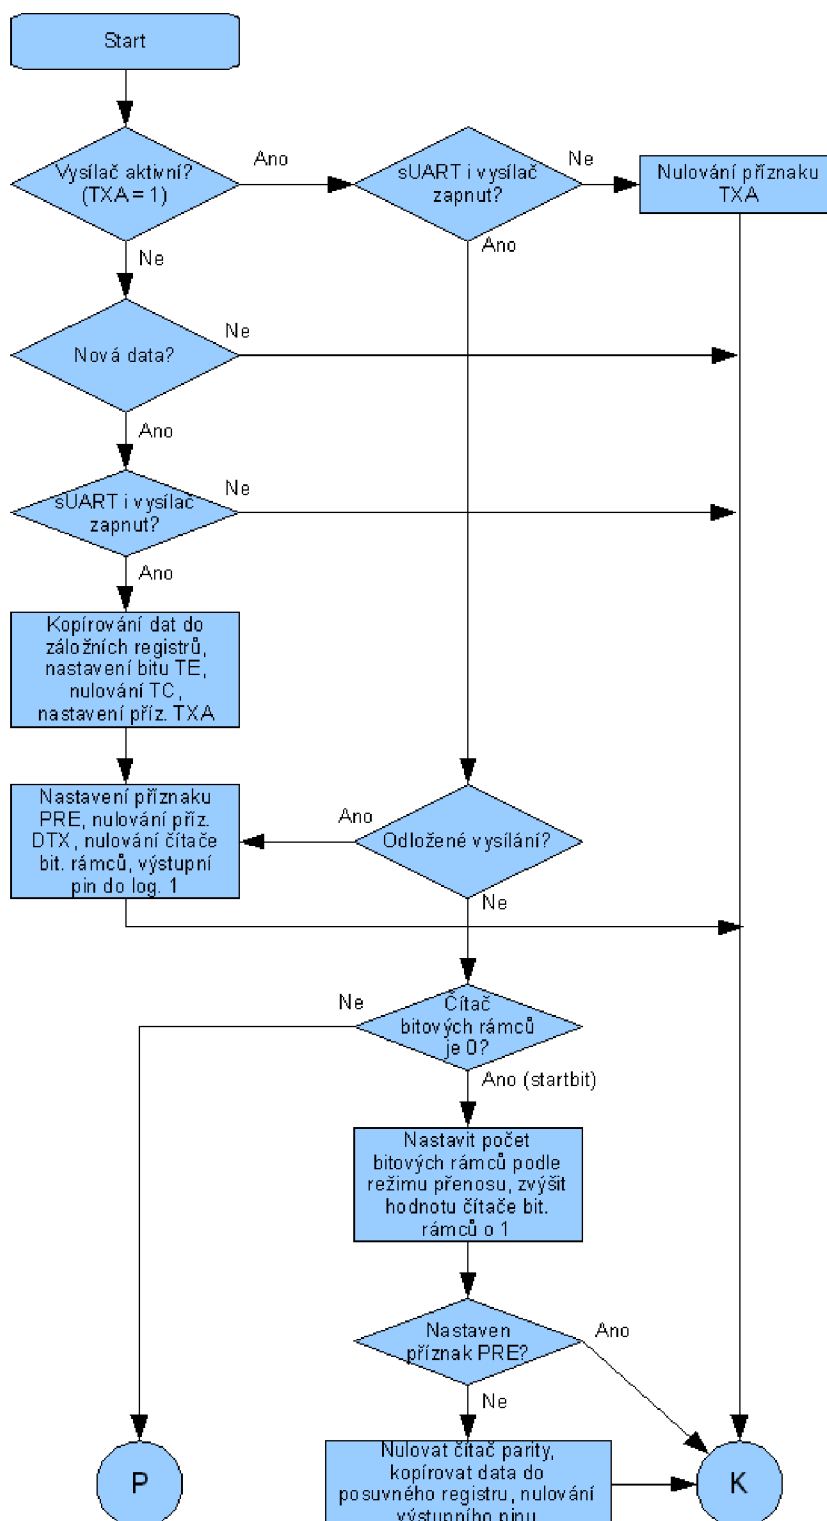 Start
Vysílač aktivní?
(TXA = 1)
Ano
sUART i vysílač
zapnut?
Ne
Nulování příznaku
TXA
Ne
Ano
Nová data?
Ne
Ano
sUART i vysílač
zapnut?
Ne
Ano
Kopírování dat do
záložních registrů,
nastavení bitu TE,
nulování TC,
nastavení příz. TXA
Nastavení příznaku
PRE, nulování příz.
DTX, nulování čítače
bit. rámců, výstupní
pin do log. 1
Ano
Odložené vysílání?
Ne
Ne
Čítač
bitových rámců
je 0?
Ano (startbit)
Nastavit počet
bitových rámců podle
režimu přenosu, zvýšit
hodnotu čítače bit.
rámců o 1
Nastaven
příznak PRE?
Ano
Ne
P
Nulovat čítač parity,
kopírovat data do
posuvného registru, nulování
výstupního pinu
K